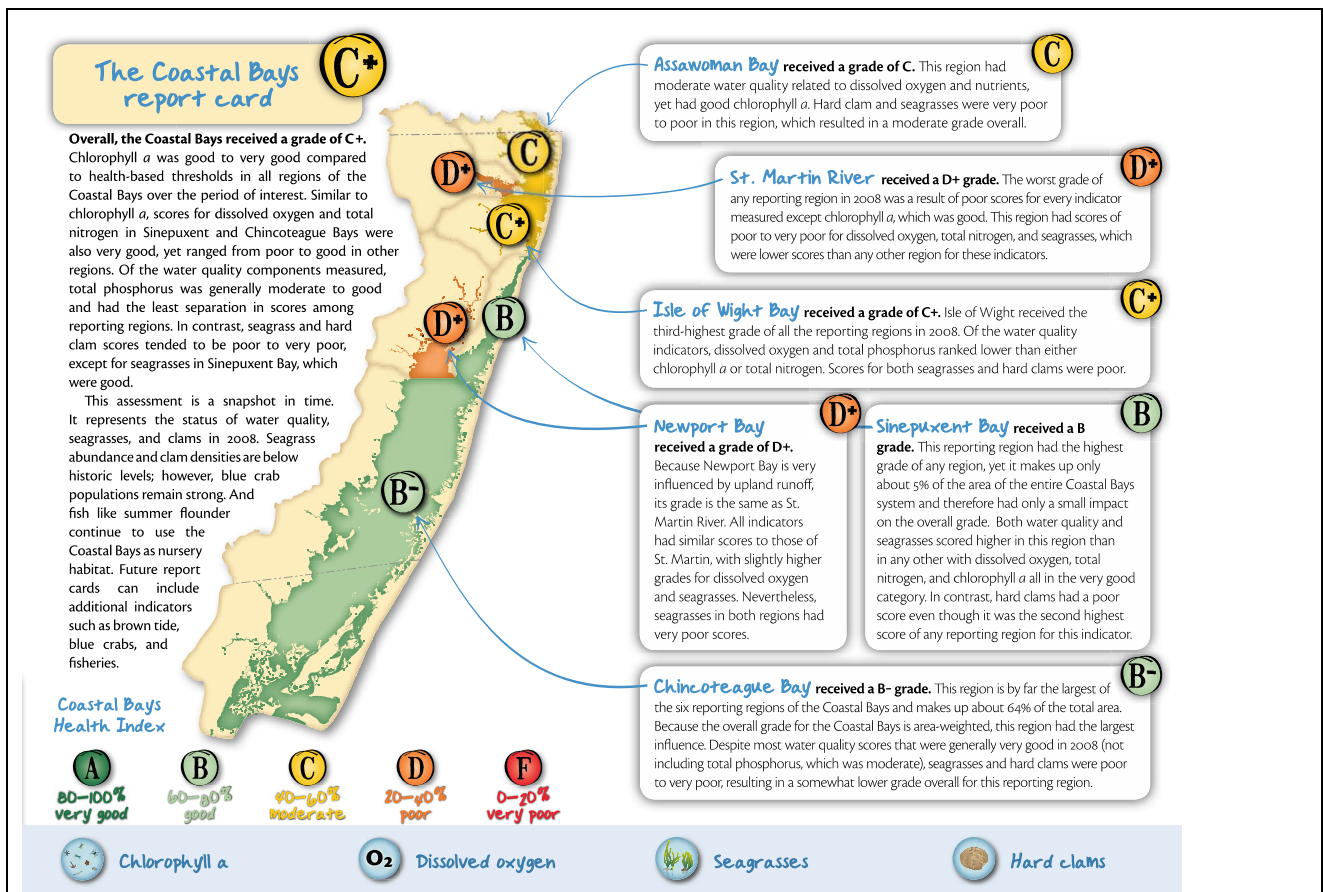 The Coastal Bays
report card
C+
Overall, the Coastal Bays received a grade of C+.
Chlorophyll a was good to very good compared
to health-based thresholds in all regions of the
Coastal Bays over the period of interest. Similar to
chlorophyll a, scores for dissolved oxygen and total
nitrogen in Sinepuxent and Chincoteague Bays were
also very good, yet ranged from poor to good in other
regions. Of the water quality components measured,
total phosphorus was generally moderate to good
and had the least separation in scores among
reporting regions. In contrast, seagrass and hard
clam scores tended to be poor to very poor,
except for seagrasses in Sinepuxent Bay, which
were good.
This assessment is a snapshot in time.
It represents the status of water quality,
seagrasses, and clams in 2008. Seagrass
abundance and clam densities are below
historic levels; however, blue crab
populations remain strong. And
fish like summer flounder
continue to use the
Coastal Bays as nursery
habitat. Future report
cards can include
additional indicators
such as brown tide,
blue crabs, and
fisheries.
C
D+
C+
D+
B
B-
Assawoman Bay received a grade of C. This region had
moderate water quality related to dissolved oxygen and nutrients,
yet had good chlorophyll a. Hard clam and seagrasses were very poor
to poor in this region, which resulted in a moderate grade overall.
C
St. Martin River received a D+ grade. The worst grade of
any reporting region in 2008 was a result of poor scores for every indicator
measured except chlorophyll a, which was good. This region had scores of
poor to very poor for dissolved oxygen, total nitrogen, and seagrasses, which
were lower scores than any other region for these indicators.
D+
Isle of Wight Bay received a grade of C+. Isle of Wight received the
third-highest grade of all the reporting regions in 2008. Of the water quality
indicators, dissolved oxygen and total phosphorus ranked lower than either
chlorophyll a or total nitrogen. Scores for both seagrasses and hard clams were poor.
C+
Newport Bay
received a grade of D+.
Because Newport Bay is very
influenced by upland runoff,
its grade is the same as St.
Martin River. All indicators
had similar scores to those of
St. Martin, with slightly higher
grades for dissolved oxygen
and seagrasses. Nevertheless,
seagrasses in both regions had
very poor scores.
D+
Sinepuxent Bay received a B
grade. This reporting region had the highest
grade of any region, yet it makes up only
about 5% of the area of the entire Coastal Bays
system and therefore had only a small impact
on the overall grade. Both water quality and
seagrasses scored higher in this region than
in any other with dissolved oxygen, total
nitrogen, and chlorophyll a all in the very good
category. In contrast, hard clams had a poor
score even though it was the second highest
score of any reporting region for this indicator.
B
Chincoteague Bay received a B- grade. This region is by far the largest of
the six reporting regions of the Coastal Bays and makes up about 64% of the total area.
Because the overall grade for the Coastal Bays is area-weighted, this region had the largest
influence. Despite most water quality scores that were generally very good in 2008 (not
including total phosphorus, which was moderate), seagrasses and hard clams were poor
to very poor, resulting in a somewhat lower grade overall for this reporting region.
B-
Coastal Bays
Health Index
A
80-100%
very good
B
60-80%
good
C
40-60%
moderate
D
20-40%
poor
F
0-20%
very poor
Chlorophyll a
O2 Dissolved oxygen
Seagrasses
Hard clams